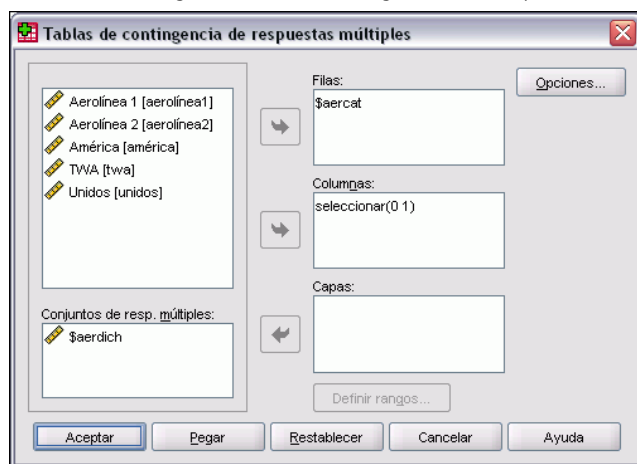 Tablas de contingencia de respuestas múltiples
Aerolínea 1 [aerolínea1]
Aerolínea 2 [aerolínea2]
América [américa]
TWA [twa]
Unidos [unidos]
Conjuntos de resp. múltiples:
$aerdich
Filas:
$aercat
Columnas:
seleccionar(0 1)
Capas:
Definir rangos...
Opciones...
Aceptar
Pegar
Restablecer
Cancelar
Ayuda